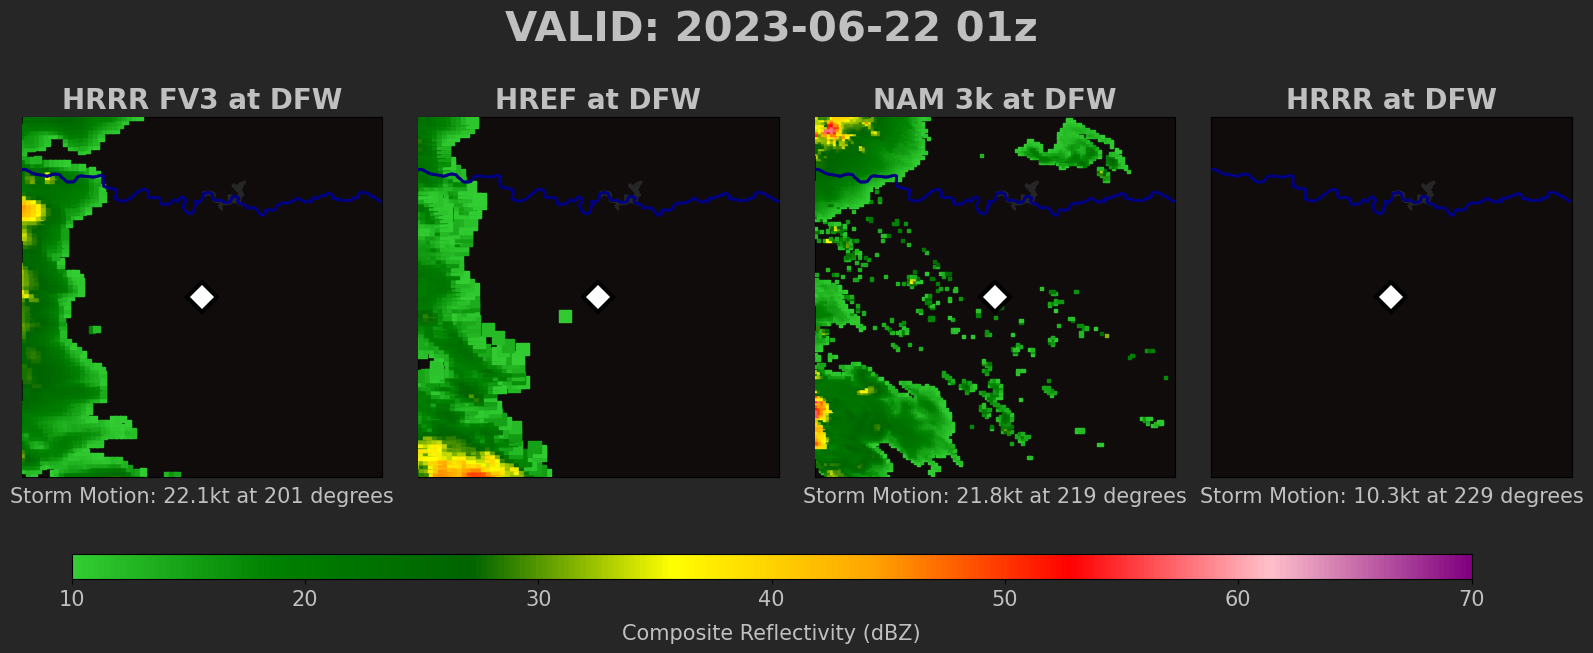 VALID: 2023-06-22 01z
HRRR FV3 at DFW
HREF at DFW
NAM 3k at DFW
HRRR at DFW
Storm Motion: 22.1kt at 201 degrees
Storm Motion: 21.8kt at 219 degrees
Storm Motion: 10.3kt at 229 degrees
10 20 30 40 50 60 70
Composite Reflectivity (dBZ)